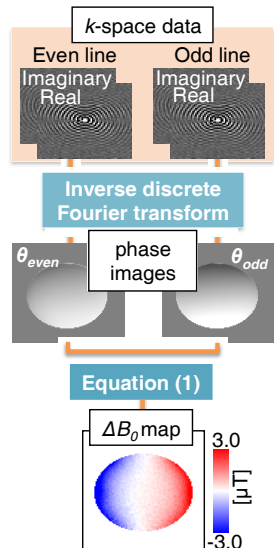 k-space data
Even line Odd line
Imaginary Imaginary
Real Real
Inverse discrete
Fourier transform
phase
images
θeven θodd
Equation (1)
ΔB0 map
3.0
[μT]
-3.0